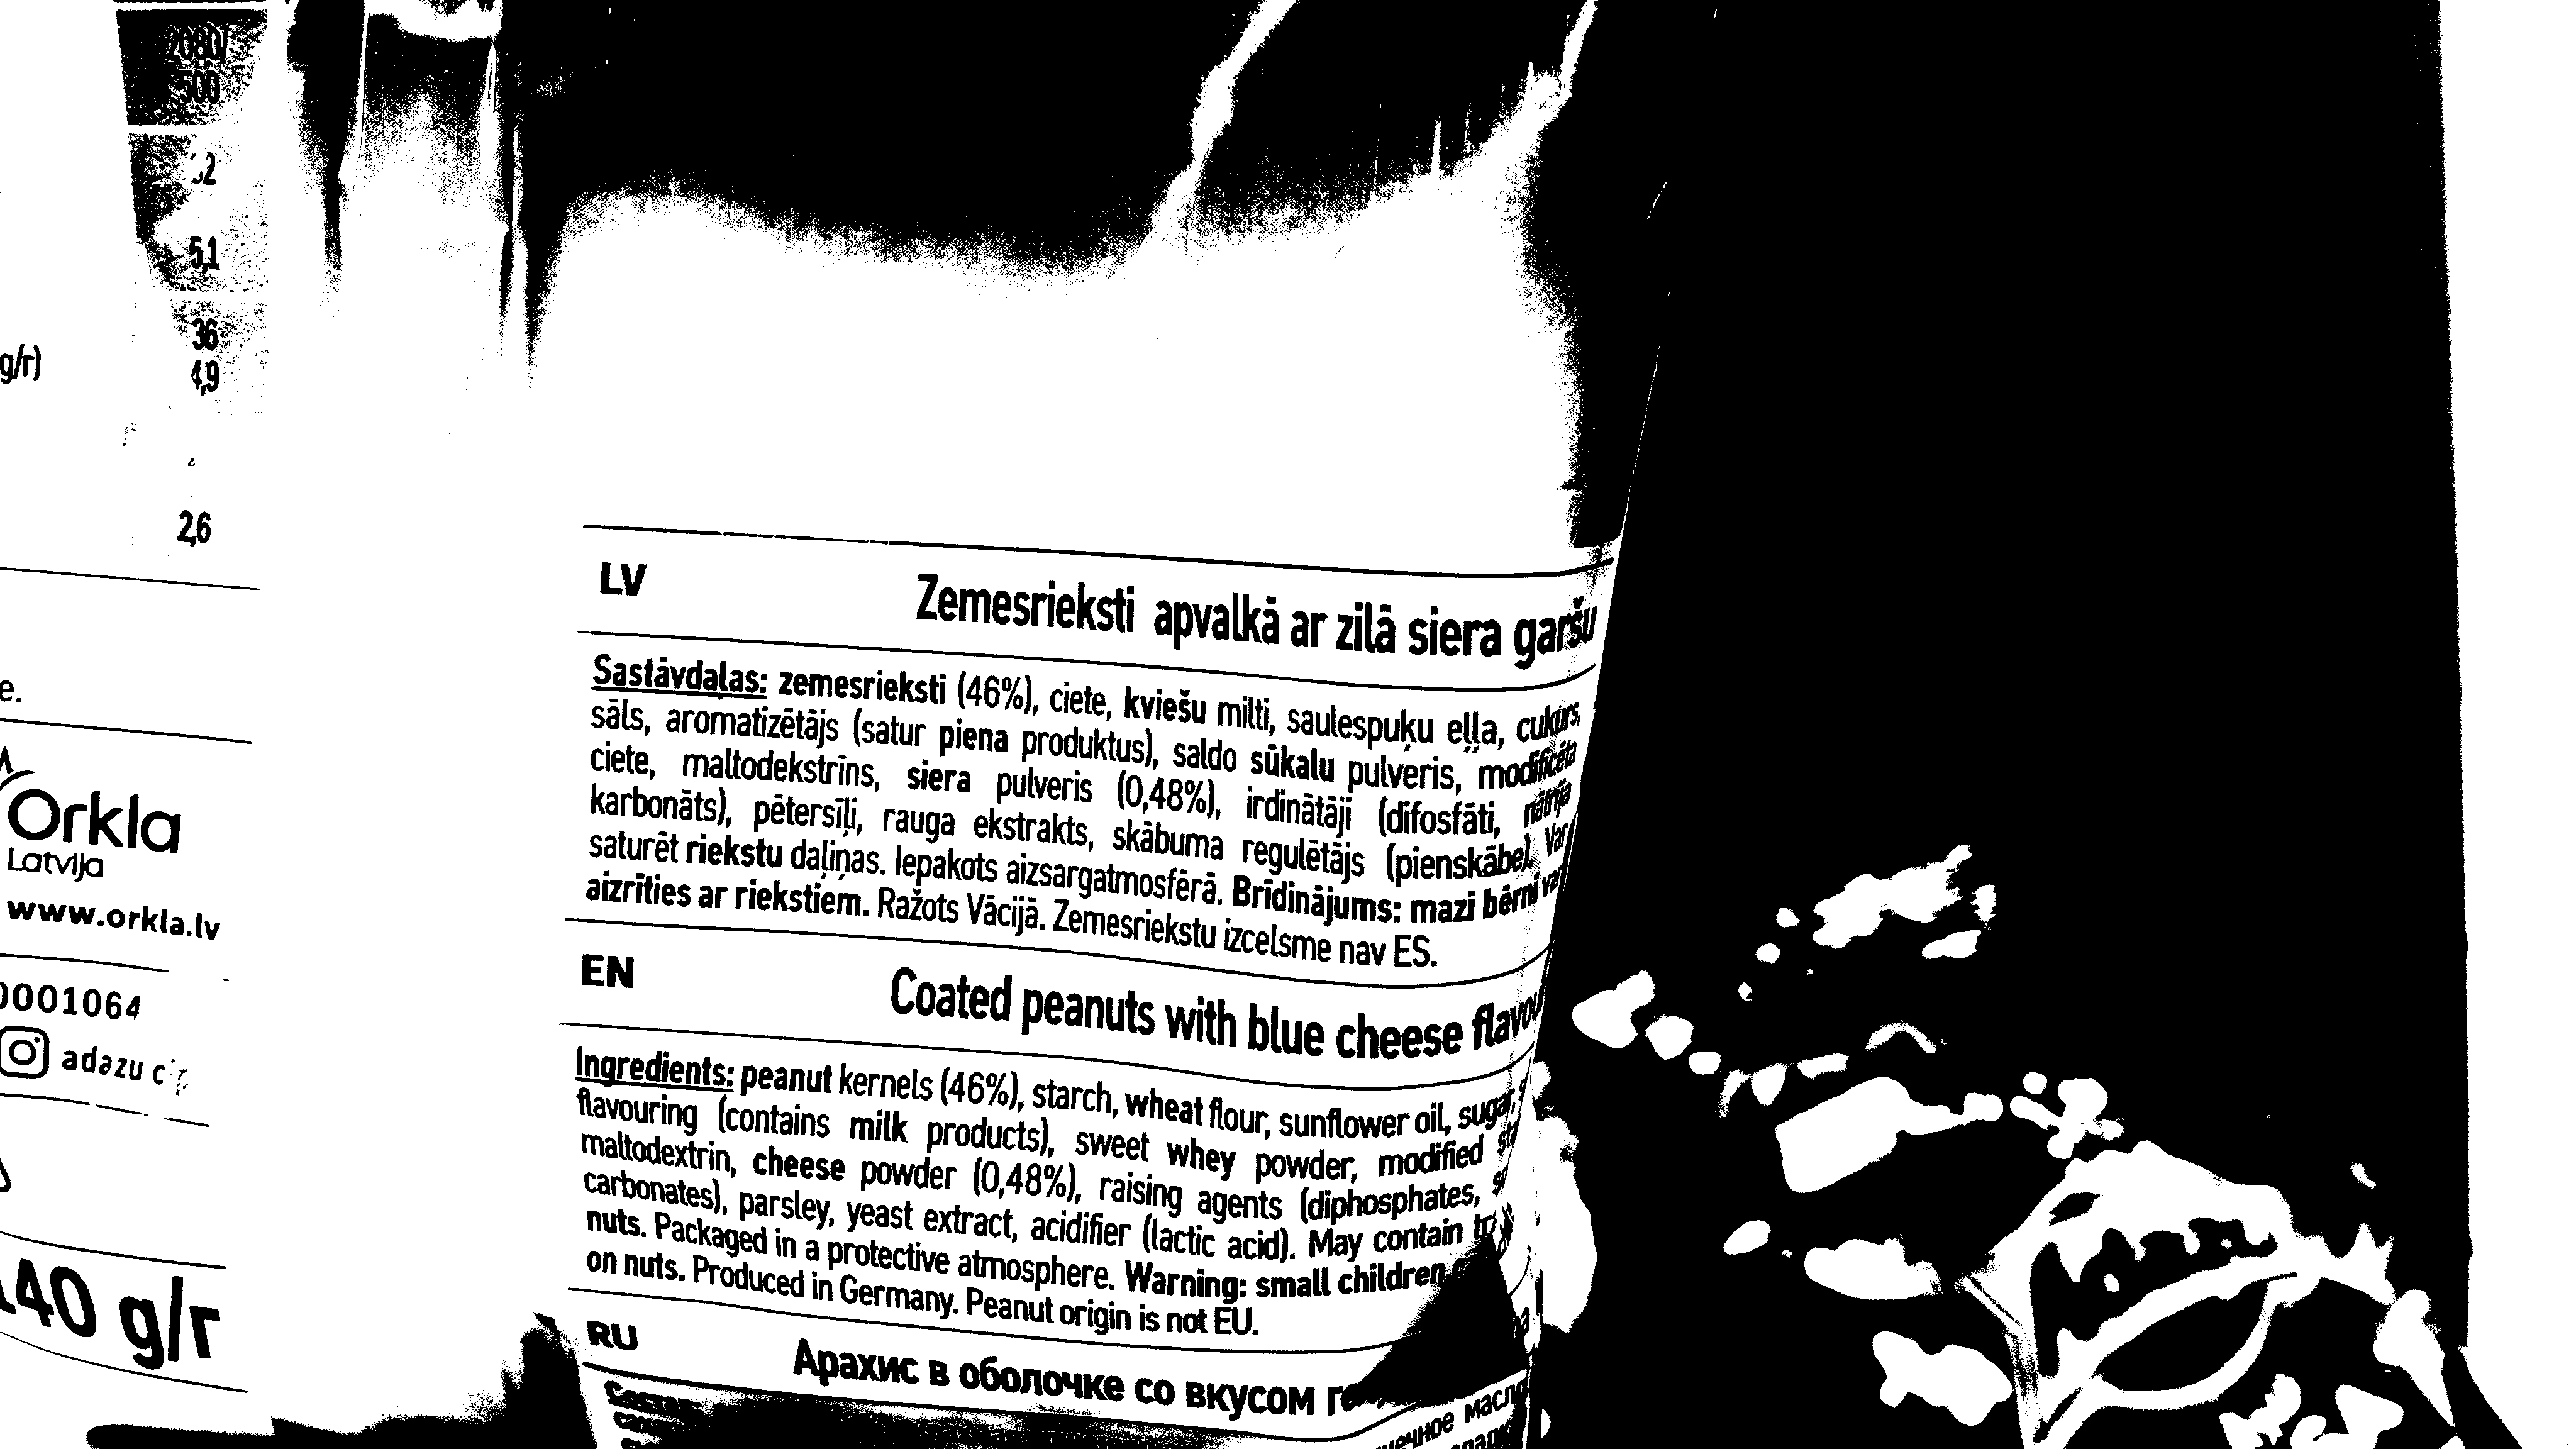 2080/
500
5,1
36
g/r) 4,9
2,6
e.
Orkla
Latvija
www.orkla.lv
0001064
adazu
140 g/r
LV
Zemesrieksti apvalkā ar zilā siera garšu
Sastāvdaļas: zemesrieksti (46%), ciete, kviešu milti, saulespuķu eļļa, cukurs,
sāls, aromatizētājs (satur piena produktus), saldo sūkalu pulveris, modificēta
ciete, maltodekstrīns, siera pulveris (0,48%), irdinātāji (difosfāti, nātrija
karbonāts), pētersīļi, rauga ekstrakts, skābuma regulētājs (pienskābe). Var
saturēt riekstu daļiņas. Iepakots aizsargatmosfērā. Brīdinājums: mazi bērni var
aizrīties ar riekstiem. Ražots Vācijā. Zemesriekstu izcelsme nav ES.
EN
Coated peanuts with blue cheese flavou
Ingredients: peanut kernels (46%), starch, wheat flour, sunflower oil, sugar,
flavouring (contains milk products), sweet whey powder, modified
maltodextrin, cheese powder (0,48%), raising agents (diphosphates,
carbonates), parsley, yeast extract, acidifier (lactic acid). May contain
nuts. Packaged in a protective atmosphere. Warning: small children
on nuts. Produced in Germany. Peanut origin is not EU.
RU
Арахис в оболочке со вкусом